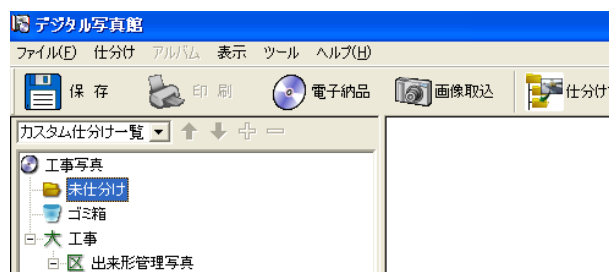 デジタル写真館
ファイル(F) 仕分け アルバム 表示 ツール ヘルプ(H)
保 存 印 刷 電子納品 画像取込 仕分け
カスタム仕分け一覧
工事写真
未仕分け
ゴミ箱
大 工事
出来形管理写真